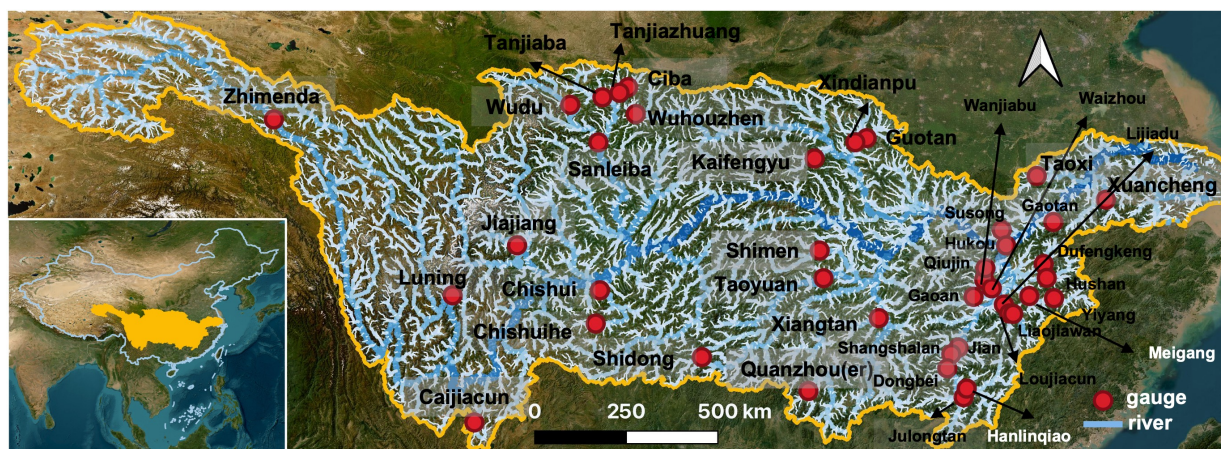 Tanjiazhuang
Tanjiaba
Ciba
Xindianpu
Zhimenda
Wudu
Wuhouzhen
Wanjiabu
Waizhou
Guotan
Lijiadu
Sanleiba
Kaifengyu
Taoxi
Xuancheng
Jiajiang
Susong
Gaotan
Shimen
Hukou
Dufengkeng
Luning
Chishui
Taoyuan
Qiujin
Gaoan
Hushan
Chishuihe
Xiangtan
Yiyang
Liaojiawan
Shidong
Shangshalan
Jian
Meigang
Quanzhou(er)
Dongbei
Loujiacun
Caijiacun
0 250 500 km
gauge
river
Julongtan
Hanlinqiao